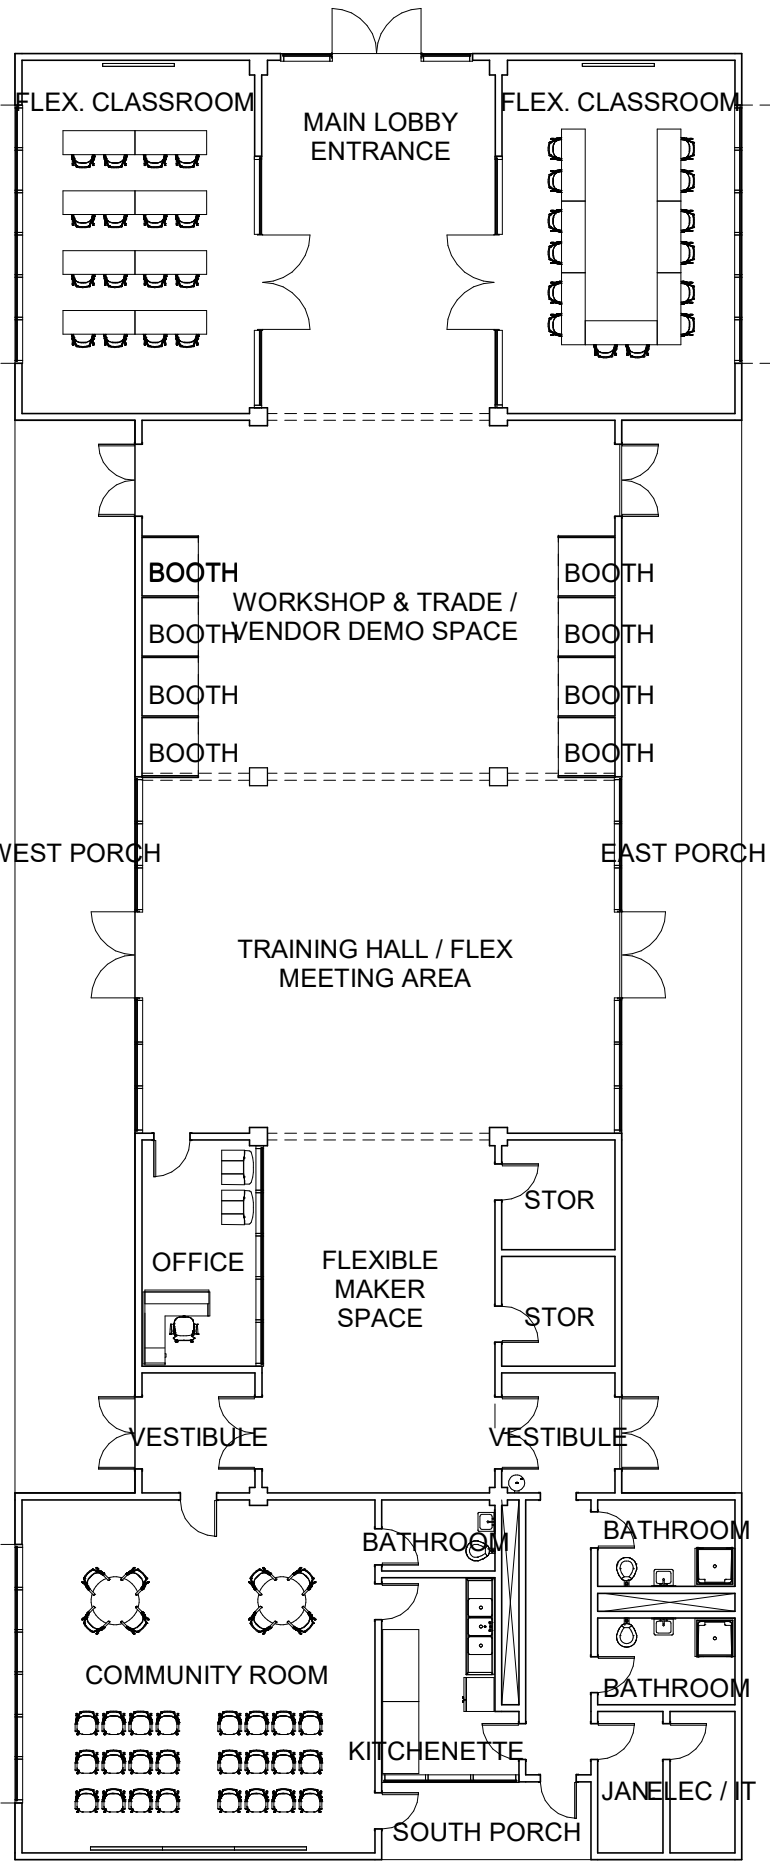 FLEX. CLASSROOM
MAIN LOBBY
ENTRANCE
FLEX. CLASSROOM
BOOTH
BOOTH
WORKSHOP & TRADE /
VENDOR DEMO SPACE
BOOTH
BOOTH
BOOTH
BOOTH
BOOTH
BOOTH
WEST PORCH
EAST PORCH
TRAINING HALL / FLEX
MEETING AREA
STOR
OFFICE
FLEXIBLE
MAKER
SPACE
STOR
VESTIBULE
VESTIBULE
BATHROOM
BATHROOM
COMMUNITY ROOM
BATHROOM
KITCHENETTE
JAN
ELEC / IT
SOUTH PORCH